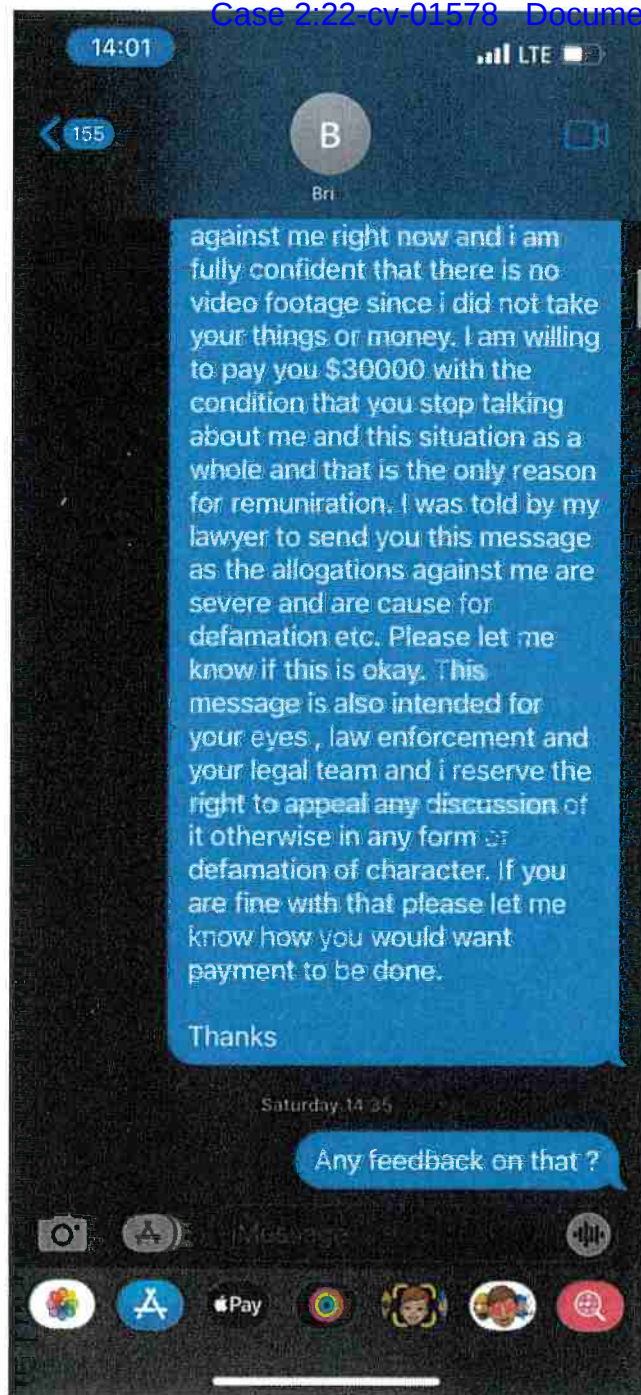 Case 2:22-cv-01578 Docume
14:01
LTE
155
B
Bri
against me right now and i am
fully confident that there is no
video footage since i did not take
your things or money. I am willing
to pay you $30000 with the
condition that you stop talking
about me and this situation as a
whole and that is the only reason
for remuniration. I was told by my
lawyer to send you this message
as the allogations against me are
severe and are cause for
defamation etc. Please let me
know if this is okay. This
message is also intended for
your eyes , law enforcement and
your legal team and i reserve the
right to appeal any discussion of
it otherwise in any form or
defamation of character. If you
are fine with that please let me
know how you would want
payment to be done.
Thanks
Saturday 14:35
Any feedback on that ?
Message
Pay